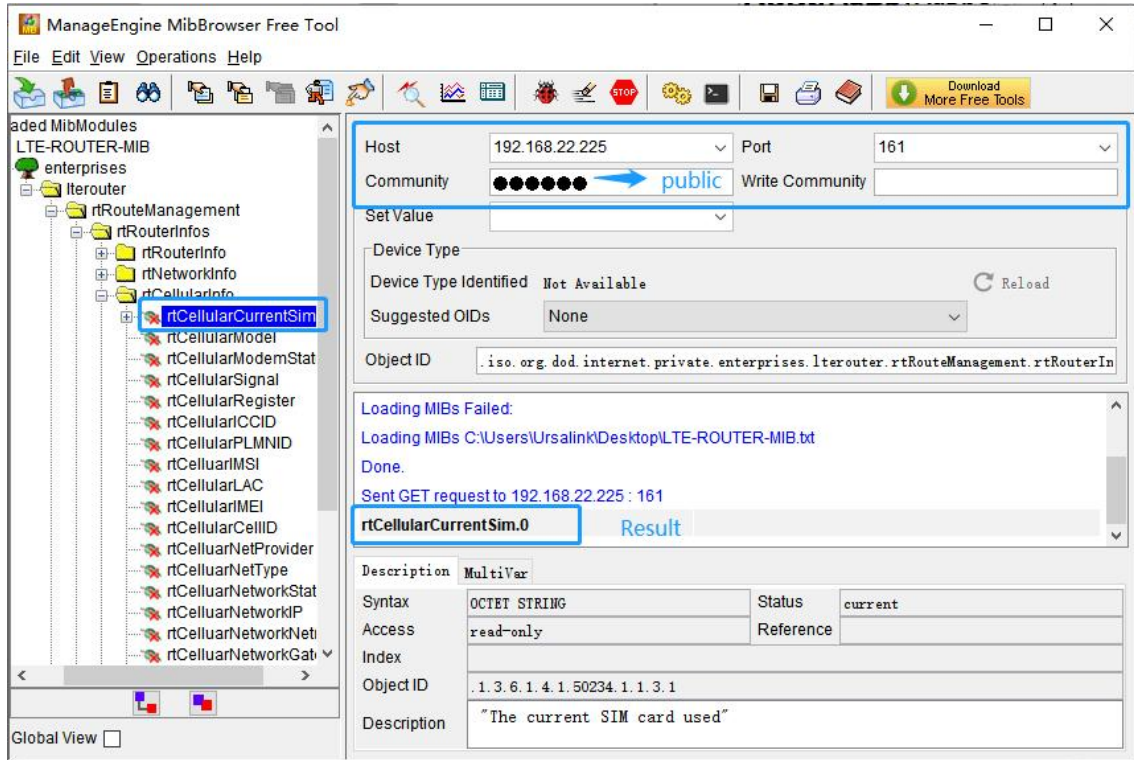 ManageEngine MibBrowser Free Tool
File Edit View Operations Help
STOP
Download
More Free Tools
aded MibModules
LTE-ROUTER-MIB
enterprises
lterouter
rtRouteManagement
rtRouterInfos
rtRouterInfo
rtNetworkInfo
rtCellularInfo
rtCellularCurrentSim
rtCellularModel
rtCellularModemStat
rtCellularSignal
rtCellularRegister
rtCellularICCID
rtCellularPLMNID
rtCelluarIMSI
rtCellularLAC
rtCellularIMEI
rtCellularCellID
rtCelluarNetProvider
rtCelluarNetType
rtCelluarNetworkStat
rtCelluarNetworkIP
rtCelluarNetworkNet
rtCelluarNetworkGat
Global View
Host 192.168.22.225 Port 161
Community ●●●●●● public Write Community
Set Value
Device Type
Device Type Identified Not Available Reload
Suggested OIDs None
Object ID .iso.org.dod.internet.private.enterprises.lterouter.rtRouteManagement.rtRouterIn
Loading MIBs Failed:
Loading MIBs C:\Users\Ursalink\Desktop\LTE-ROUTER-MIB.txt
Done.
Sent GET request to 192.168.22.225 : 161
rtCellularCurrentSim.0 Result
Description MultiVar
Syntax OCTET STRING Status current
Access read-only Reference
Index
Object ID .1.3.6.1.4.1.50234.1.1.3.1
Description "The current SIM card used"